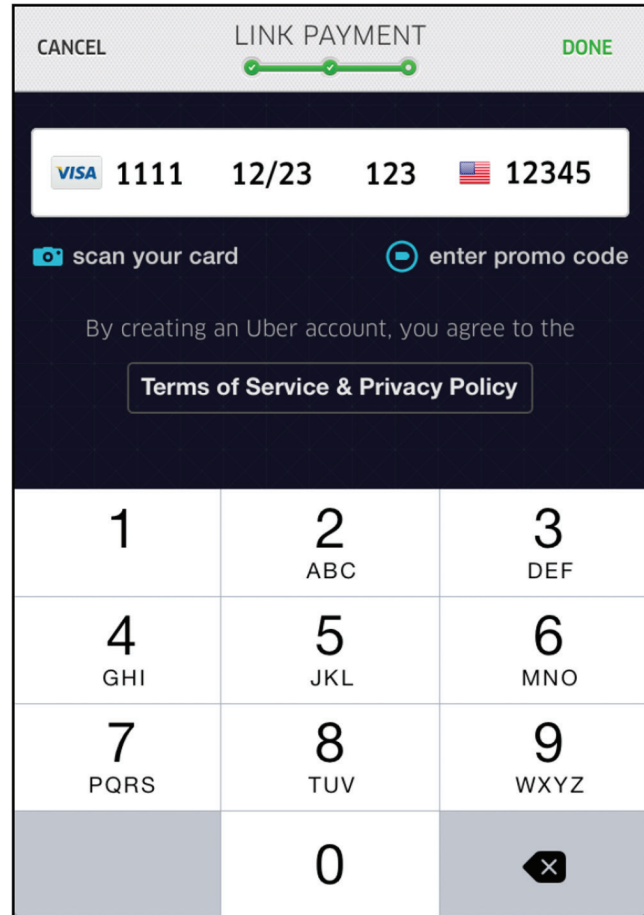 CANCEL LINK PAYMENT DONE
VISA 1111 12/23 123 12345
scan your card enter promo code
By creating an Uber account, you agree to the
Terms of Service & Privacy Policy
1 2 3
ABC DEF
4 5 6
GHI JKL MNO
7 8 9
PQRS TUV WXYZ
0